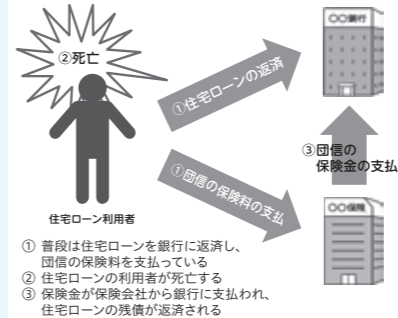 ②死亡
〇〇銀行
①住宅ローンの返済
①団信の保険料の支払
③団信の
保険金の支払
〇〇保険
住宅ローン利用者
① 普段は住宅ローンを銀行に返済し、
団信の保険料を支払っている
② 住宅ローンの利用者が死亡する
③ 保険金が保険会社から銀行に支払われ、
住宅ローンの残債が返済される